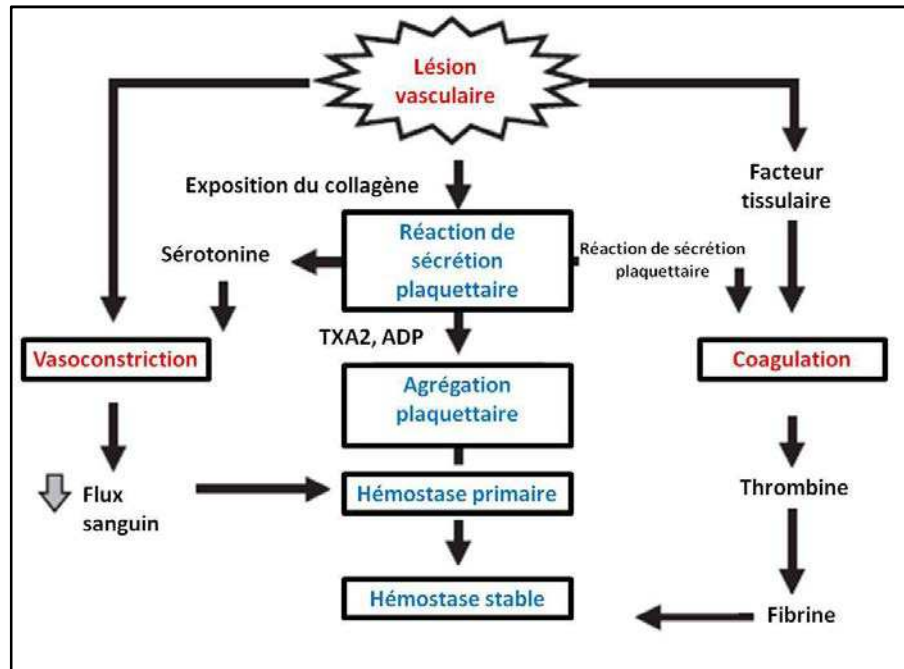 Lésion
vasculaire
Exposition du collagène
Facteur
tissulaire
Réaction de
sécrétion
plaquettaire
Sérotonine
Réaction de sécrétion
plaquettaire
TXA2, ADP
Vasoconstriction
Coagulation
Agrégation
plaquettaire
Flux
sanguin
Hémostase primaire
Thrombine
Hémostase stable
Fibrine